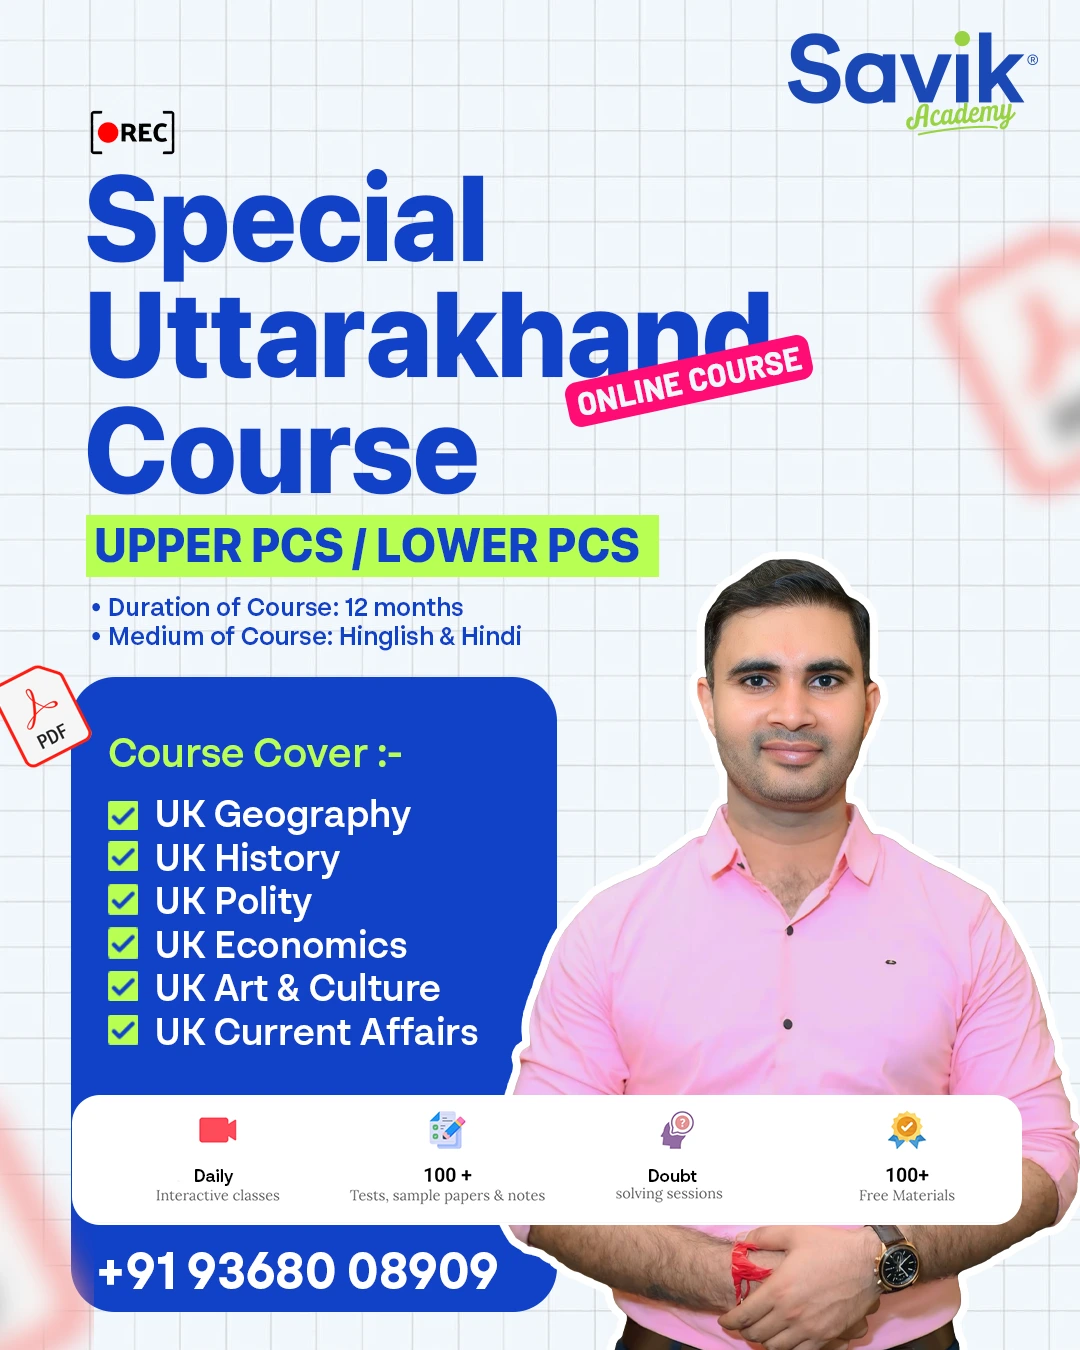 Savik®
Academy
REC
Special
Uttarakhand
ONLINE COURSE
Course
UPPER PCS / LOWER PCS
• Duration of Course: 12 months
• Medium of Course: Hinglish & Hindi
PDF
Course Cover :-
UK Geography
UK History
UK Polity
UK Economics
UK Art & Culture
UK Current Affairs
Daily
Interactive classes
100 +
Tests, sample papers & notes
Doubt
solving sessions
100+
Free Materials
+91 93680 08909